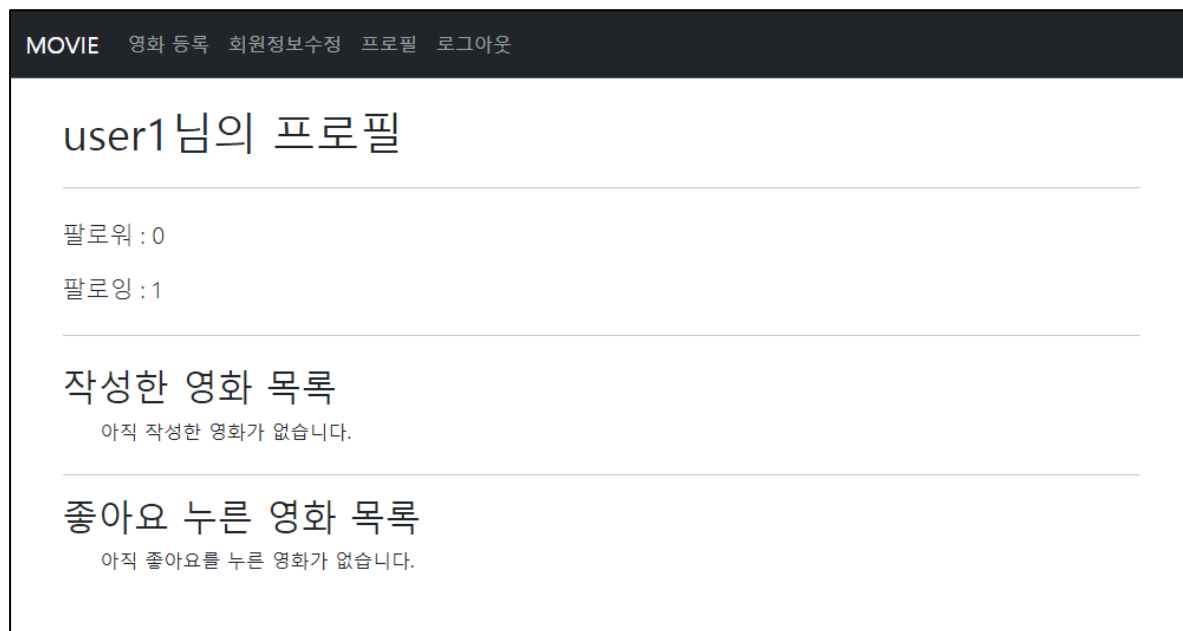 MOVIE 영화 등록 회원정보수정 프로필 로그아웃
user1님의 프로필
팔로워 : 0
팔로잉 : 1
작성한 영화 목록
아직 작성한 영화가 없습니다.
좋아요 누른 영화 목록
아직 좋아요를 누른 영화가 없습니다.